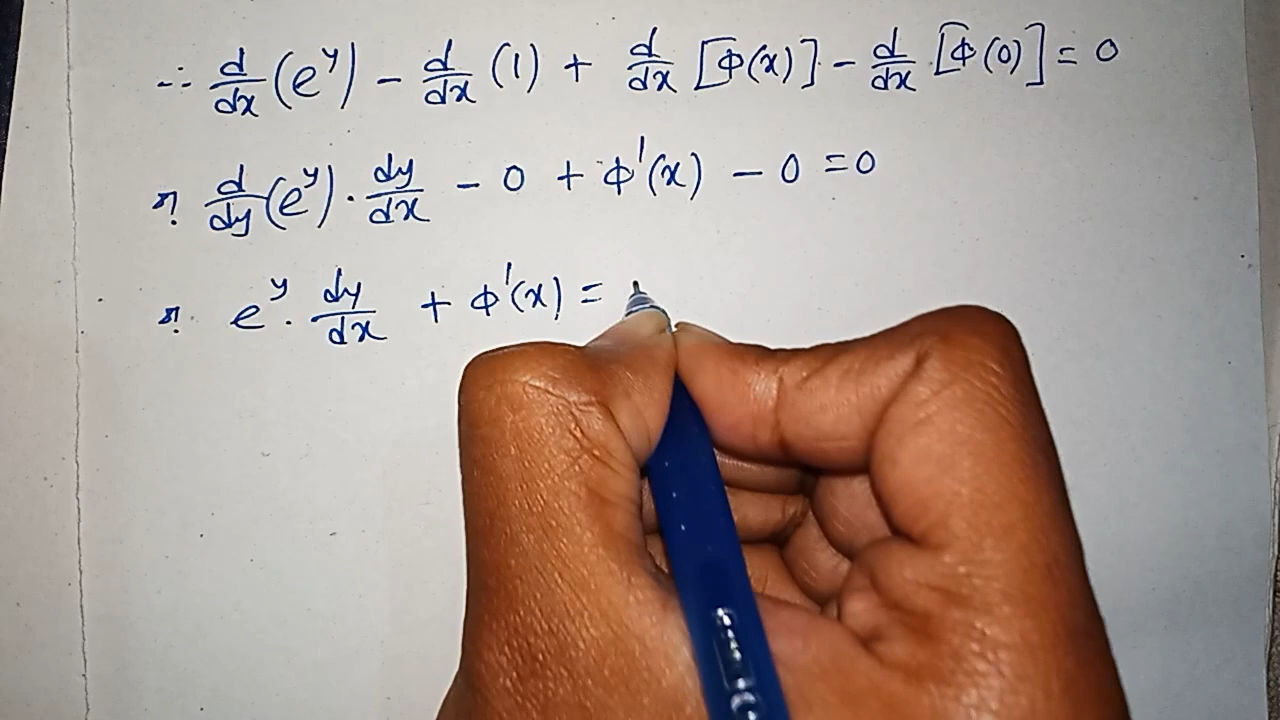 ∴ d/dx (e^y) − d/dx (1) + d/dx [Φ(x)] − d/dx [Φ(0)] = 0
d/dy (e^y) · dy/dx − 0 + Φ'(x) − 0 = 0
e^y · dy/dx + Φ'(x) =